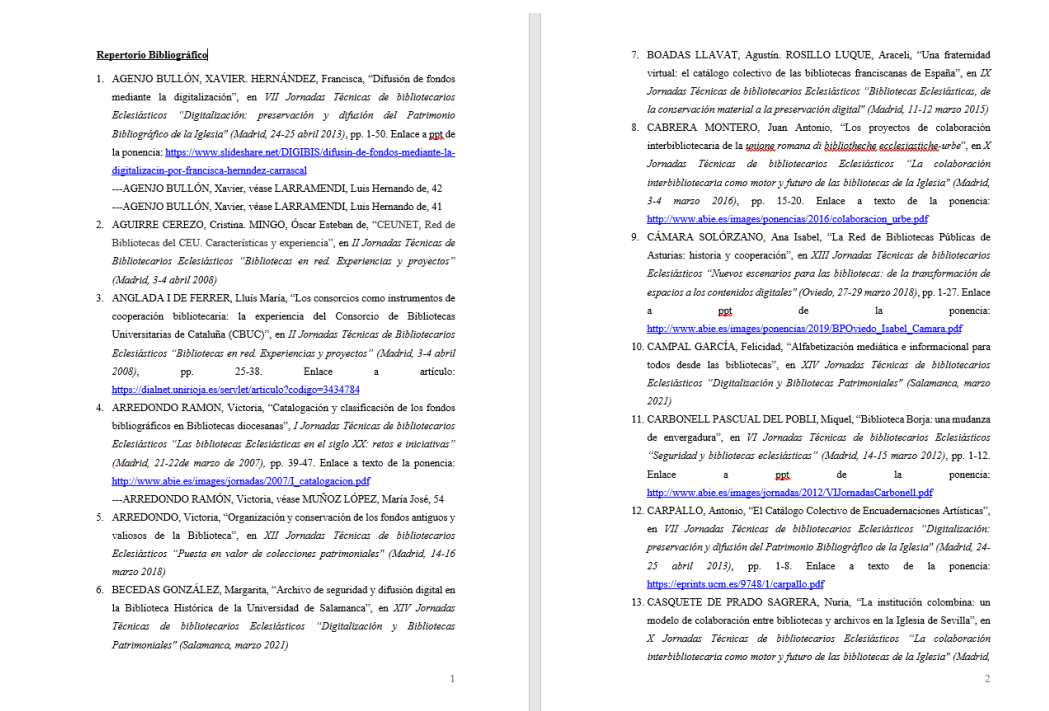 Repertorio Bibliográfico
1. AGENJO BULLÓN, XAVIER. HERNÁNDEZ, Francisca, “Difusión de fondos
mediante la digitalización”, en VII Jornadas Técnicas de bibliotecarios
Eclesiásticos “Digitalización: preservación y difusión del Patrimonio
Bibliográfico de la Iglesia" (Madrid, 24-25 abril 2013), pp. 1-50. Enlace a ppt de
la ponencia: https://www.slideshare.net/DIGIBIS/difusin-de-fondos-mediante-la-
digitalizacin-por-francisca-hernndez-carrascal
---AGENJO BULLÓN, Xavier, véase LARRAMENDI, Luis Hernando de, 42
---AGENJO BULLÓN, Xavier, véase LARRAMENDI, Luis Hernando de, 41
2. AGUIRRE CEREZO, Cristina. MINGO, Óscar Esteban de, “CEUNET, Red de
Bibliotecas del CEU. Características y experiencia”, en II Jornadas Técnicas de
Bibliotecarios Eclesiásticos “Bibliotecas en red. Experiencias y proyectos”
(Madrid, 3-4 abril 2008)
3. ANGLADA I DE FERRER, Lluís María, “Los consorcios como instrumentos de
cooperación bibliotecaria: la experiencia del Consorcio de Bibliotecas
Universitarias de Cataluña (CBUC)”, en II Jornadas Técnicas de Bibliotecarios
Eclesiásticos “Bibliotecas en red. Experiencias y proyectos” (Madrid, 3-4 abril
2008), pp. 25-38. Enlace a artículo:
https://dialnet.unirioja.es/servlet/articulo?codigo=3434784
4. ARREDONDO RAMON, Victoria, “Catalogación y clasificación de los fondos
bibliográficos en Bibliotecas diocesanas”, I Jornadas Técnicas de bibliotecarios
Eclesiásticos “Las bibliotecas Eclesiásticas en el siglo XX: retos e iniciativas”
(Madrid, 21-22de marzo de 2007), pp. 39-47. Enlace a texto de la ponencia:
http://www.abie.es/images/jornadas/2007/I_catalogacion.pdf
---ARREDONDO RAMÓN, Victoria, véase MUÑOZ LÓPEZ, María José, 54
5. ARREDONDO, Victoria, “Organización y conservación de los fondos antiguos y
valiosos de la Biblioteca”, en XII Jornadas Técnicas de bibliotecarios
Eclesiásticos “Puesta en valor de colecciones patrimoniales" (Madrid, 14-16
marzo 2018)
6. BECEDAS GONZÁLEZ, Margarita, “Archivo de seguridad y difusión digital en
la Biblioteca Histórica de la Universidad de Salamanca”, en XIV Jornadas
Técnicas de bibliotecarios Eclesiásticos “Digitalización y Bibliotecas
Patrimoniales" (Salamanca, marzo 2021)
1
7. BOADAS LLAVAT, Agustín. ROSILLO LUQUE, Araceli, “Una fraternidad
virtual: el catálogo colectivo de las bibliotecas franciscanas de España”, en IX
Jornadas Técnicas de bibliotecarios Eclesiásticos “Bibliotecas Eclesiásticas, de
la conservación material a la preservación digital" (Madrid, 11-12 marzo 2015)
8. CABRERA MONTERO, Juan Antonio, “Los proyectos de colaboración
interbibliotecaria de la unione romana di bibliotheche ecclesiastiche-urbe”, en X
Jornadas Técnicas de bibliotecarios Eclesiásticos “La colaboración
interbibliotecaria como motor y futuro de las bibliotecas de la Iglesia" (Madrid,
3-4 marzo 2016), pp. 15-20. Enlace a texto de la ponencia:
http://www.abie.es/images/ponencias/2016/colaboracion_urbe.pdf
9. CÁMARA SOLÓRZANO, Ana Isabel, “La Red de Bibliotecas Públicas de
Asturias: historia y cooperación”, en XIII Jornadas Técnicas de bibliotecarios
Eclesiásticos “Nuevos escenarios para las bibliotecas: de la transformación de
espacios a los contenidos digitales" (Oviedo, 27-29 marzo 2018), pp. 1-27. Enlace
a ppt de la ponencia:
http://www.abie.es/images/ponencias/2019/BPOviedo_Isabel_Camara.pdf
10. CAMPAL GARCÍA, Felicidad, “Alfabetización mediática e informacional para
todos desde las bibliotecas”, en XIV Jornadas Técnicas de bibliotecarios
Eclesiásticos “Digitalización y Bibliotecas Patrimoniales" (Salamanca, marzo
2021)
11. CARBONELL PASCUAL DEL POBLI, Miquel, “Biblioteca Borja: una mudanza
de envergadura”, en VI Jornadas Técnicas de bibliotecarios Eclesiásticos
“Seguridad y bibliotecas eclesiásticas” (Madrid, 14-15 marzo 2012), pp. 1-12.
Enlace a ppt de la ponencia:
http://www.abie.es/images/jornadas/2012/VIJornadasCarbonell.pdf
12. CARPALLO, Antonio, “El Catálogo Colectivo de Encuadernaciones Artísticas”,
en VII Jornadas Técnicas de bibliotecarios Eclesiásticos “Digitalización:
preservación y difusión del Patrimonio Bibliográfico de la Iglesia" (Madrid, 24-
25 abril 2013), pp. 1-8. Enlace a texto de la ponencia:
https://eprints.ucm.es/9748/1/carpallo.pdf
13. CASQUETE DE PRADO SAGRERA, Nuria, “La institución colombina: un
modelo de colaboración entre bibliotecas y archivos en la Iglesia de Sevilla”, en
X Jornadas Técnicas de bibliotecarios Eclesiásticos “La colaboración
interbibliotecaria como motor y futuro de las bibliotecas de la Iglesia" (Madrid,
2